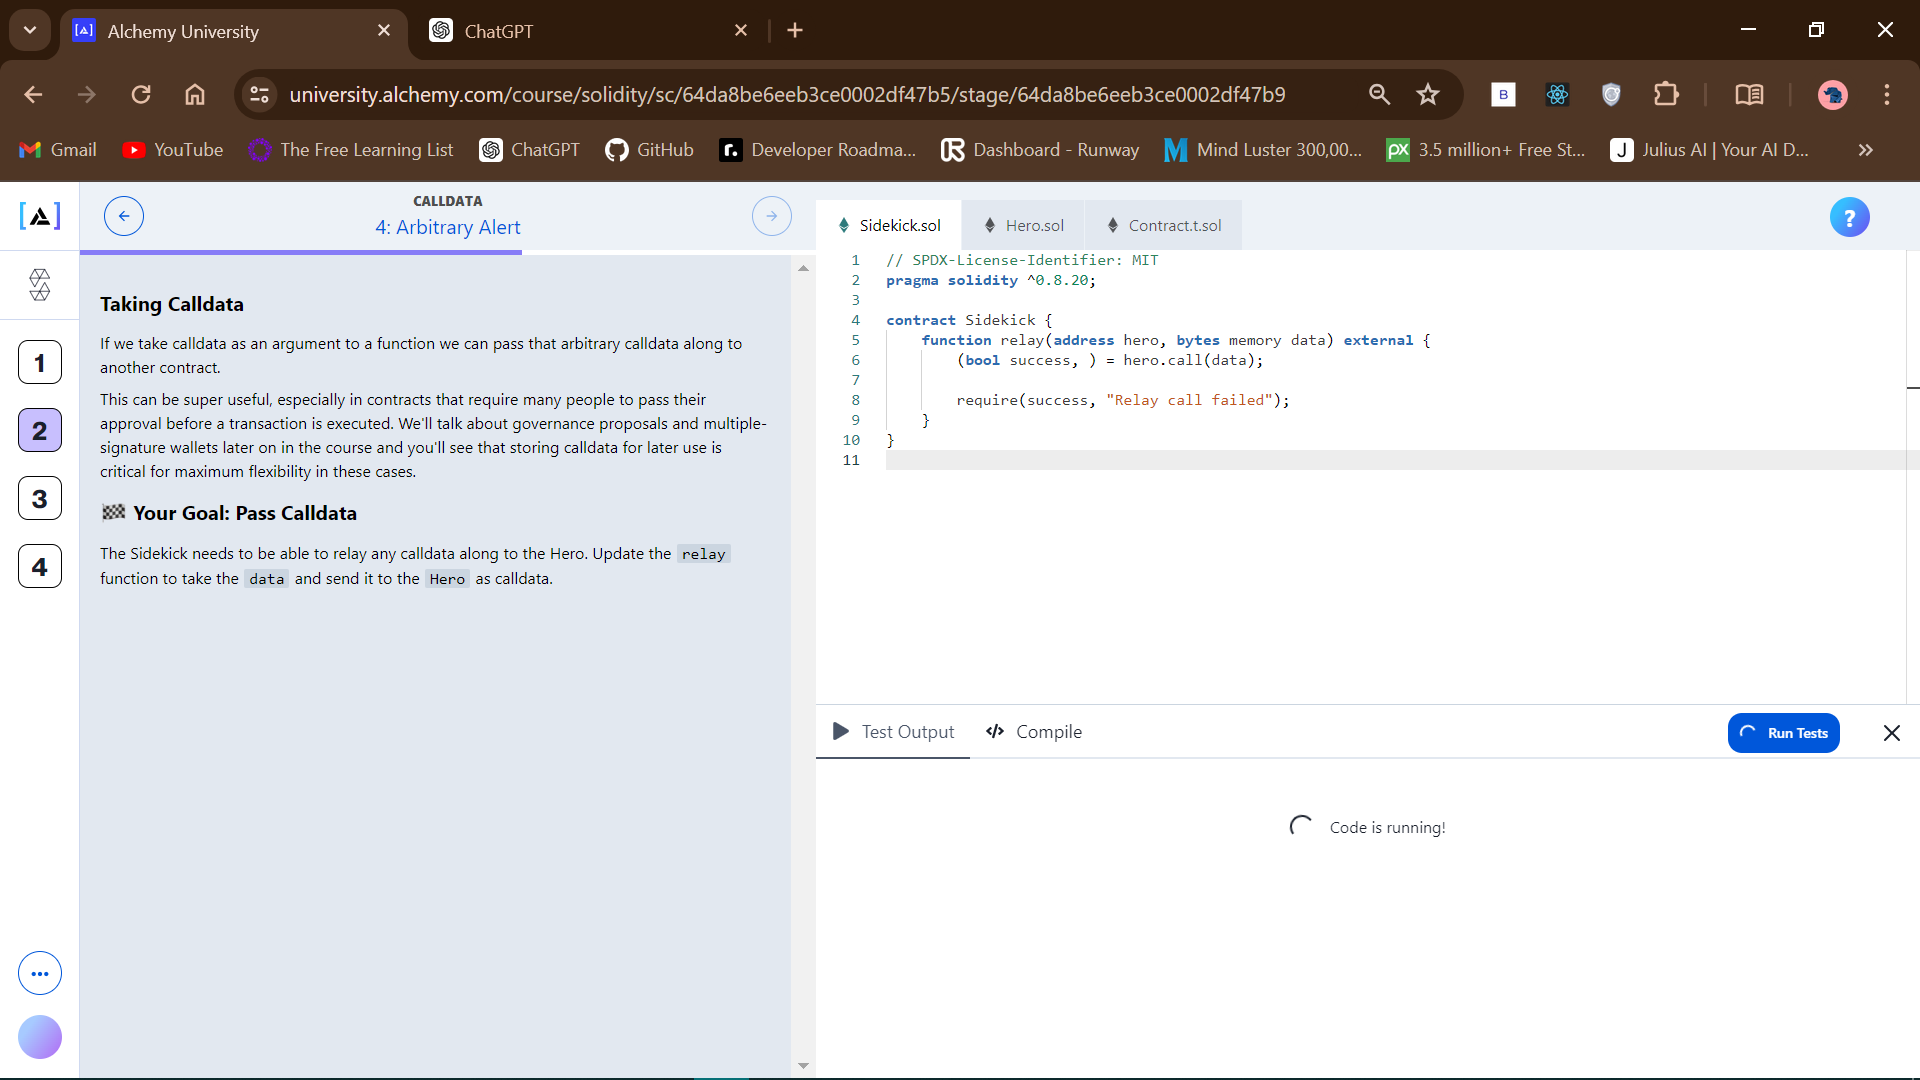 Alchemy University
ChatGPT
university.alchemy.com/course/solidity/sc/64da8be6eeb3ce0002df47b5/stage/64da8be6eeb3ce0002df47b9
B
Gmail
YouTube
The Free Learning List
ChatGPT
GitHub
r.
Developer Roadma...
Dashboard - Runway
Mind Luster 300,00...
px
3.5 million+ Free St...
J
Julius AI | Your AI D...
CALLDATA
4: Arbitrary Alert
1
2
3
4
Taking Calldata
If we take calldata as an argument to a function we can pass that arbitrary calldata along to
another contract.
This can be super useful, especially in contracts that require many people to pass their
approval before a transaction is executed. We'll talk about governance proposals and multiple-
signature wallets later on in the course and you'll see that storing calldata for later use is
critical for maximum flexibility in these cases.
Your Goal: Pass Calldata
The Sidekick needs to be able to relay any calldata along to the Hero. Update the relay
function to take the data and send it to the Hero as calldata.
Sidekick.sol
Hero.sol
Contract.t.sol
?
1 // SPDX-License-Identifier: MIT
2 pragma solidity ^0.8.20;
3
4 contract Sidekick {
5 function relay(address hero, bytes memory data) external {
6 (bool success, ) = hero.call(data);
7
8 require(success, "Relay call failed");
9 }
10 }
11
Test Output
Compile
Run Tests
Code is running!